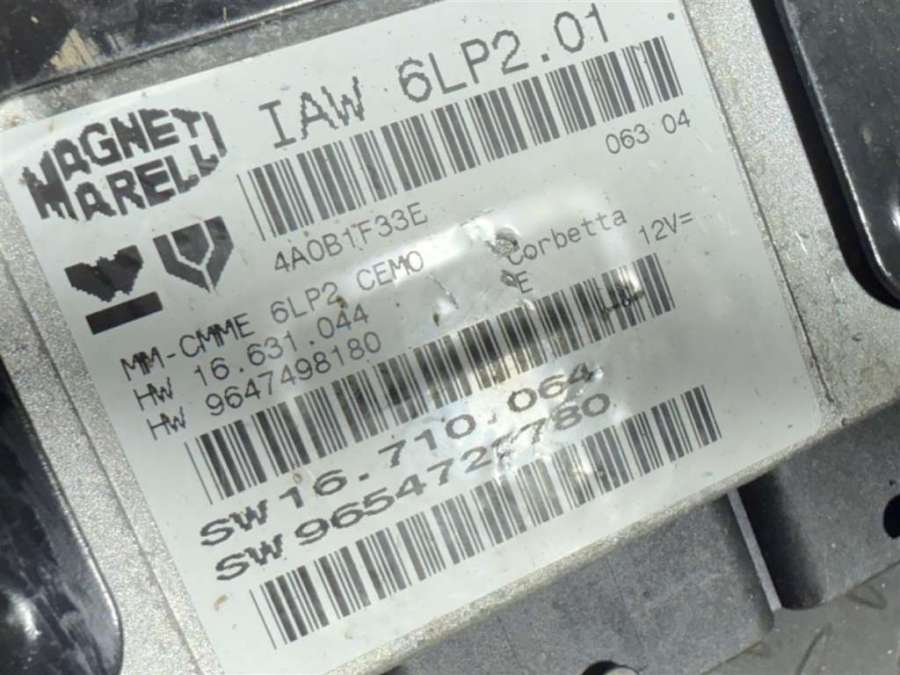 MAGNETI
MARELLI
IAW 6LP2.01
063 04
4A0B1F33E
MM-CMME 6LP2 CEMO Corbetta 12V=
HW 16.631.044 E
HW 9647498180
SW 16.710.064